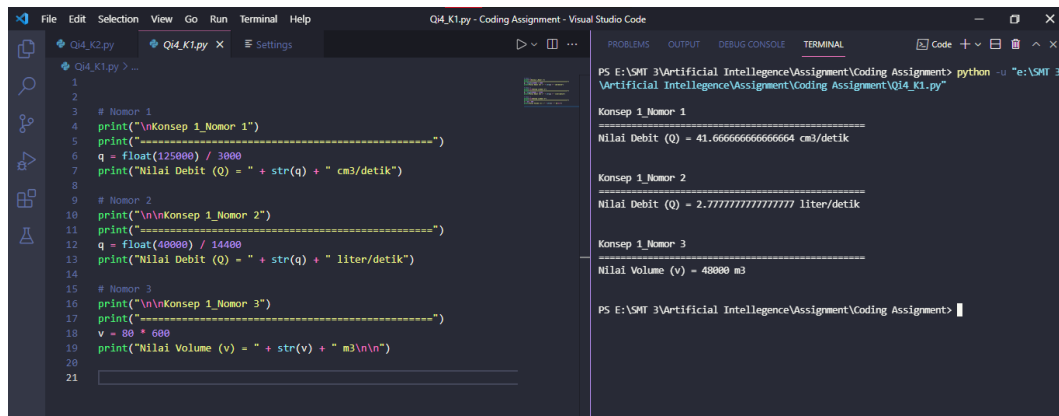 File Edit Selection View Go Run Terminal Help
Qi4_K1.py - Coding Assignment - Visual Studio Code
Qi4_K2.py
Qi4_K1.py
Settings
Qi4_K1.py > ...
1
2
3 # Nomor 1
4 print("\nKonsep 1_Nomor 1")
5 print("=================================================")
6 q = float(125000) / 3000
7 print("Nilai Debit (Q) = " + str(q) + " cm3/detik")
8
9 # Nomor 2
10 print("\n\nKonsep 1_Nomor 2")
11 print("=================================================")
12 q = float(40000) / 14400
13 print("Nilai Debit (Q) = " + str(q) + " liter/detik")
14
15 # Nomor 3
16 print("\n\nKonsep 1_Nomor 3")
17 print("=================================================")
18 v = 80 * 600
19 print("Nilai Volume (v) = " + str(v) + " m3\n\n")
20
21
PROBLEMS OUTPUT DEBUG CONSOLE TERMINAL
Code
PS E:\SMT 3\Artificial Intellegence\Assignment\Coding Assignment> python -u "e:\SMT 3
\Artificial Intellegence\Assignment\Coding Assignment\Qi4_K1.py"
Konsep 1_Nomor 1
=================================================
Nilai Debit (Q) = 41.666666666666664 cm3/detik
Konsep 1_Nomor 2
=================================================
Nilai Debit (Q) = 2.7777777777777777 liter/detik
Konsep 1_Nomor 3
=================================================
Nilai Volume (v) = 48000 m3
PS E:\SMT 3\Artificial Intellegence\Assignment\Coding Assignment>